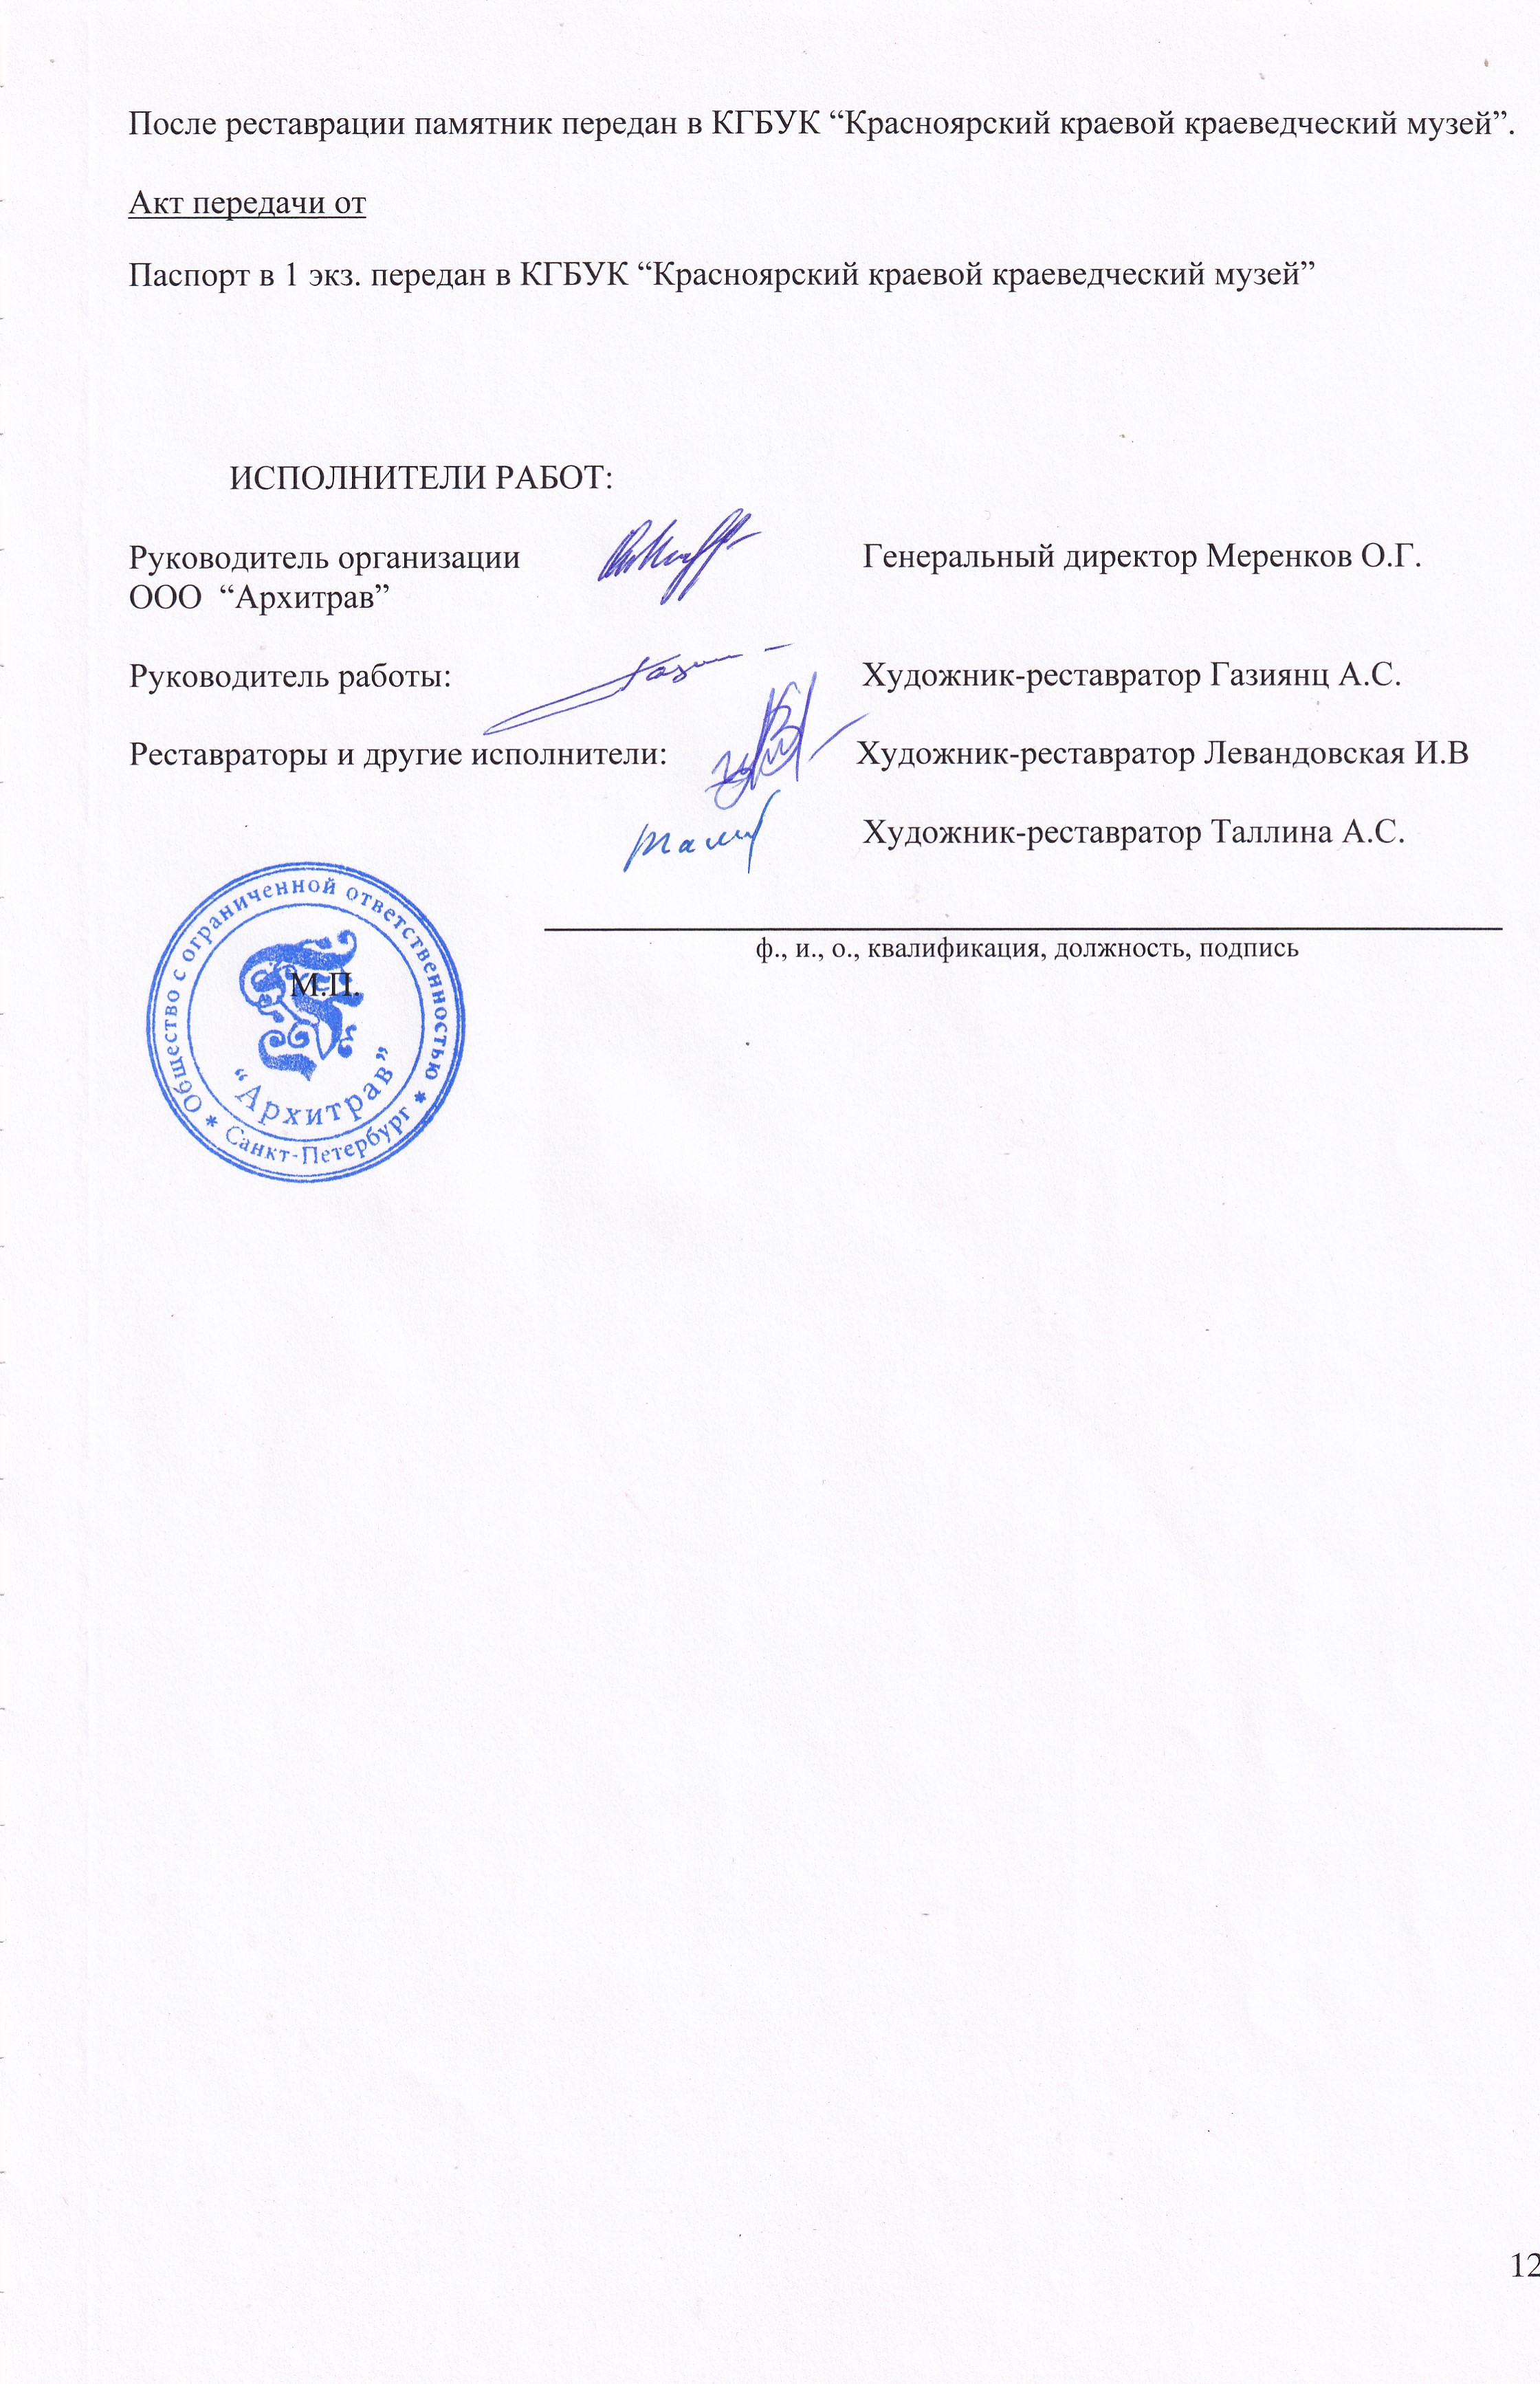 После реставрации памятник передан в КГБУК “Красноярский краевой краеведческий музей”.
Акт передачи от
Паспорт в 1 экз. передан в КГБУК “Красноярский краевой краеведческий музей”
ИСПОЛНИТЕЛИ РАБОТ:
Руководитель организации Генеральный директор Меренков О.Г.
ООО “Архитрав”
Руководитель работы: Художник-реставратор Газиянц А.С.
Реставраторы и другие исполнители: Художник-реставратор Левандовская И.В
Художник-реставратор Таллина А.С.
ф., и., о., квалификация, должность, подпись
М.П.
Общество с ограниченной ответственностью
“Архитрав”
* Санкт-Петербург *
12